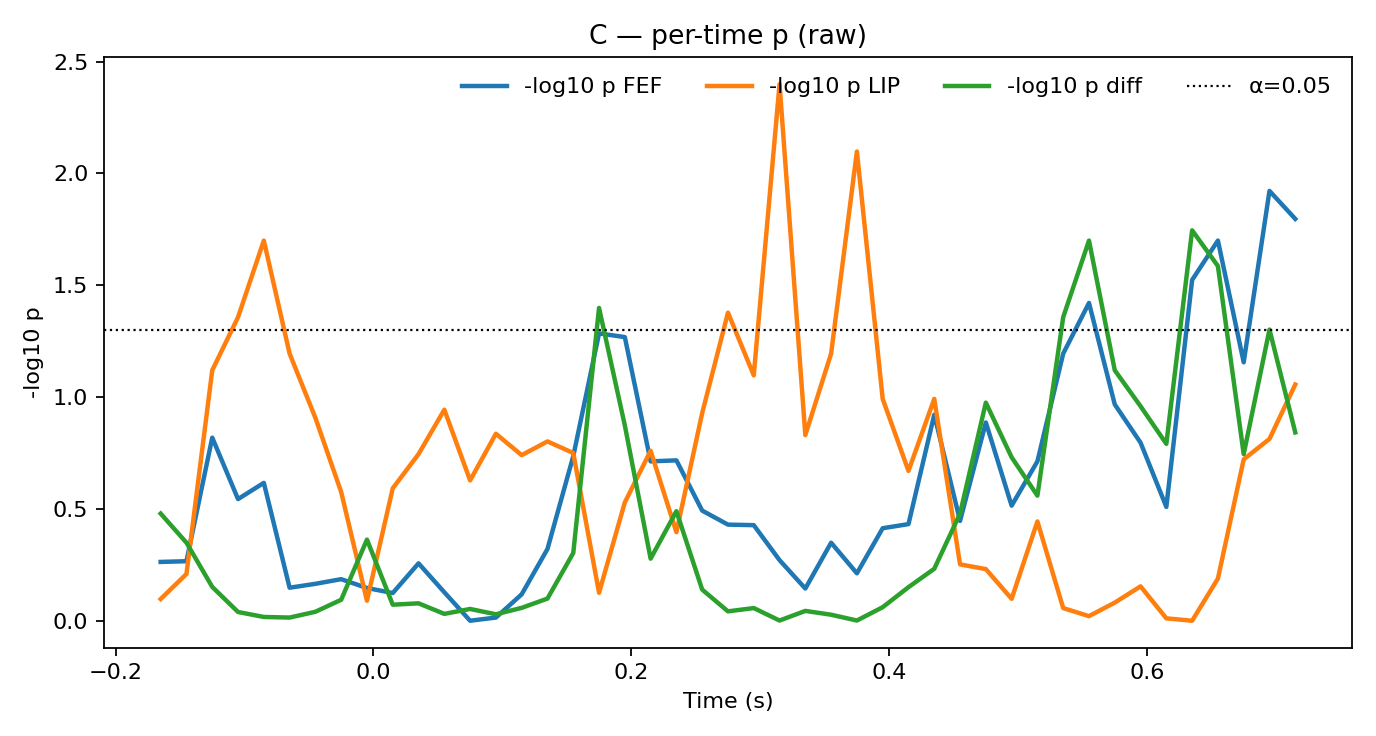 C — per-time p (raw)
-log10 p FEF
-log10 p LIP
-log10 p diff
α=0.05
2.5
2.0
1.5
1.0
0.5
0.0
-log10 p
−0.2
0.0
0.2
0.4
0.6
Time (s)